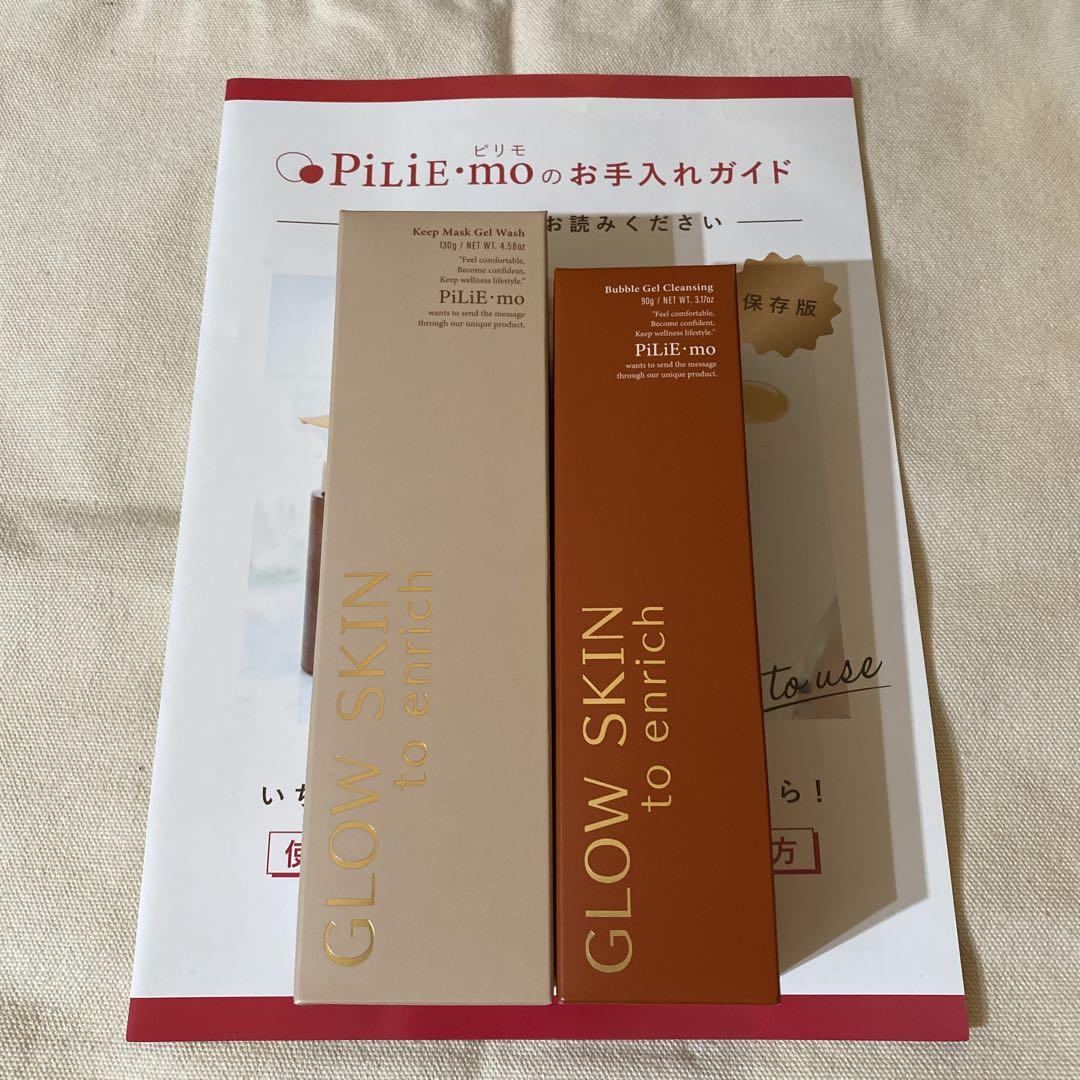 ピリモ
PiLiE・moのお手入れガイド
お読みください
保存版
to use
ら！
方
Keep Mask Gel Wash
130g / NET WT. 4.58oz
"Feel comfortable,
Become confident,
Keep wellness lifestyle."
PiLiE・mo
wants to send the message
through our unique product.
GLOW SKIN
to enrich
Bubble Gel Cleansing
90g / NET WT. 3.17oz
"Feel comfortable,
Become confident,
Keep wellness lifestyle."
PiLiE・mo
wants to send the message
through our unique product.
GLOW SKIN
to enrich